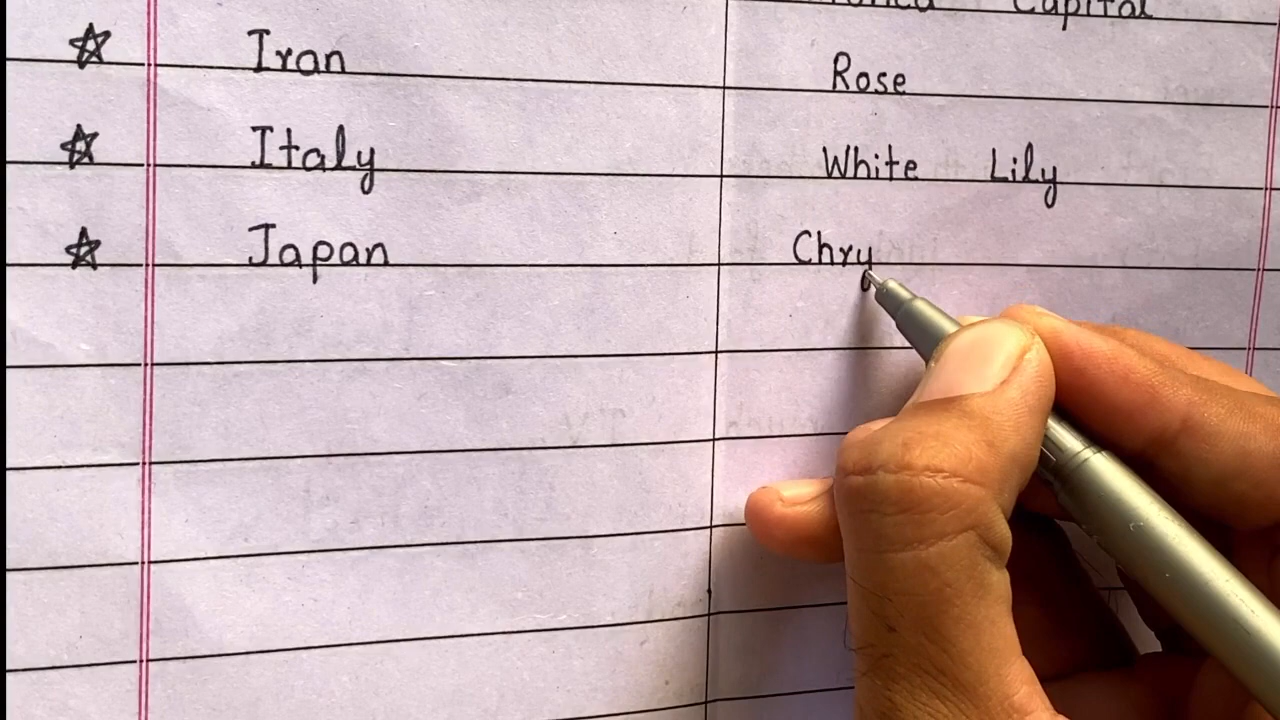 Capital
☆ Iran Rose
☆ Italy White Lily
☆ Japan Chry